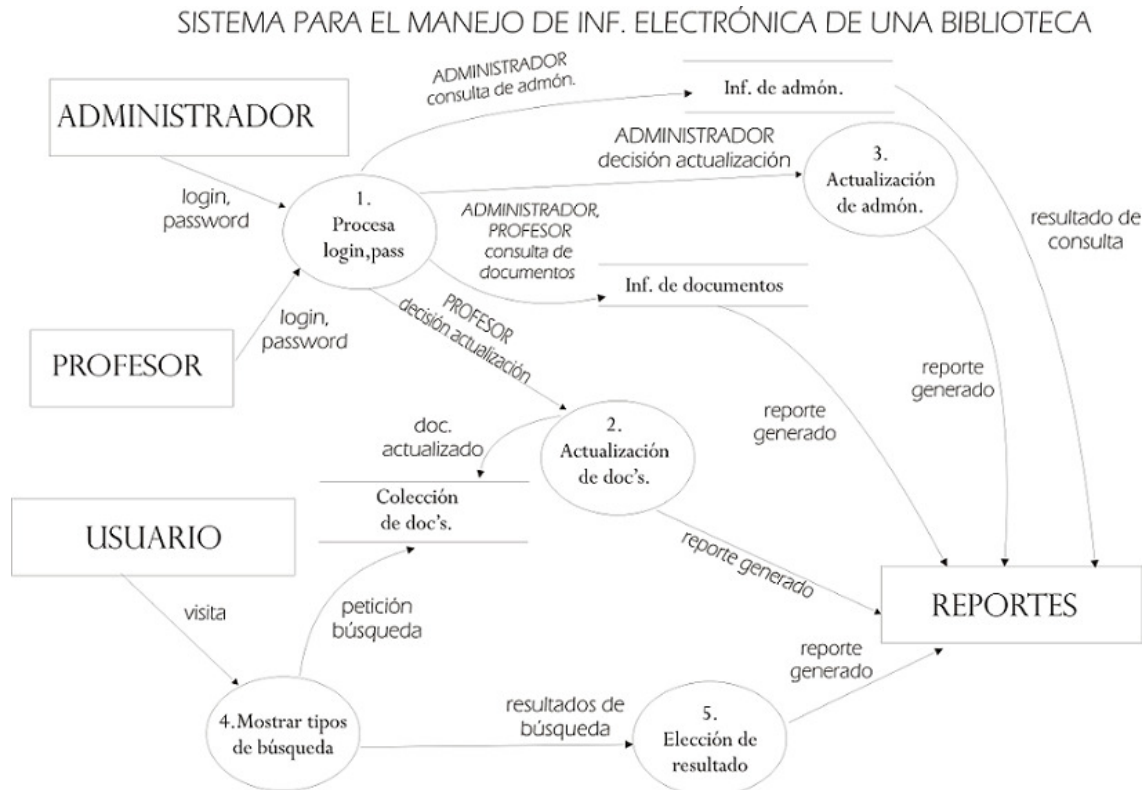 SISTEMA PARA EL MANEJO DE INF. ELECTRÓNICA DE UNA BIBLIOTECA
ADMINISTRADOR
login,
password
PROFESOR
login,
password
1.
Procesa
login,pass
ADMINISTRADOR
consulta de admón.
Inf. de admón.
ADMINISTRADOR
decisión actualización
3.
Actualización
de admón.
resultado de
consulta
ADMINISTRADOR,
PROFESOR
consulta de
documentos
Inf. de documentos
PROFESOR
decisión actualización
reporte
generado
reporte
generado
doc.
actualizado
2.
Actualización
de doc's.
Colección
de doc's.
reporte generado
USUARIO
visita
petición
búsqueda
4.Mostrar tipos
de búsqueda
resultados de
búsqueda
5.
Elección de
resultado
reporte
generado
REPORTES